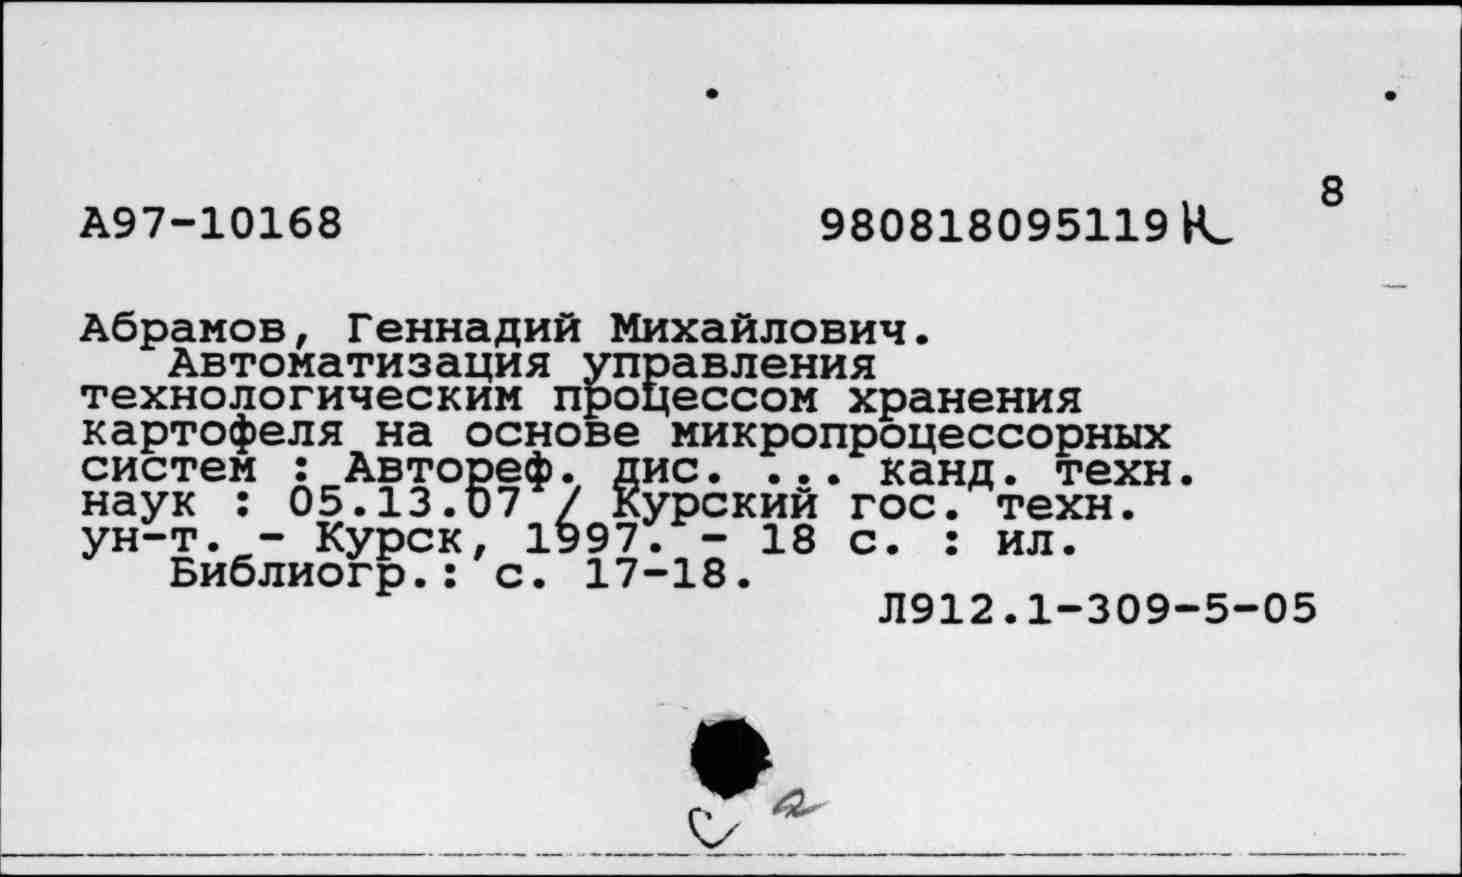 8
А97-10168 980818095119 К
Абрамов, Геннадий Михайлович.
Автоматизация управления
технологическим процессом хранения
картофеля на основе микропроцессорных
систем : Автореф. дис. ... канд. техн.
наук : 05.13.07 / Курский гос. техн.
ун-т. - Курск, 1997. - 18 с. : ил.
Библиогр.: с. 17-18.
Л912.1-309-5-05